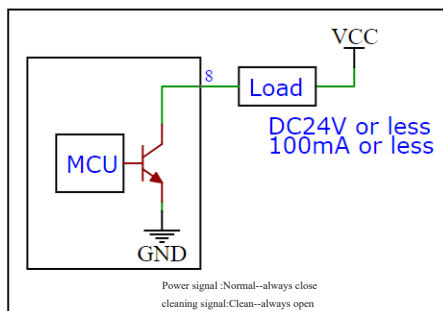 VCC
8
Load
DC24V or less
100mA or less
MCU
GND
Power signal :Normal--always close
cleaning signal:Clean--always open